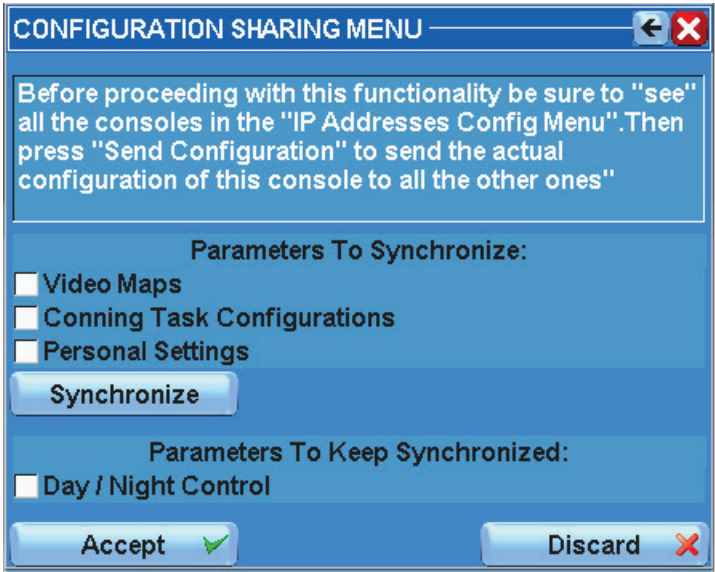 CONFIGURATION SHARING MENU
Before proceeding with this functionality be sure to "see"
all the consoles in the "IP Addresses Config Menu".Then
press "Send Configuration" to send the actual
configuration of this console to all the other ones"
Parameters To Synchronize:
Video Maps
Conning Task Configurations
Personal Settings
Synchronize
Parameters To Keep Synchronized:
Day / Night Control
Accept
Discard